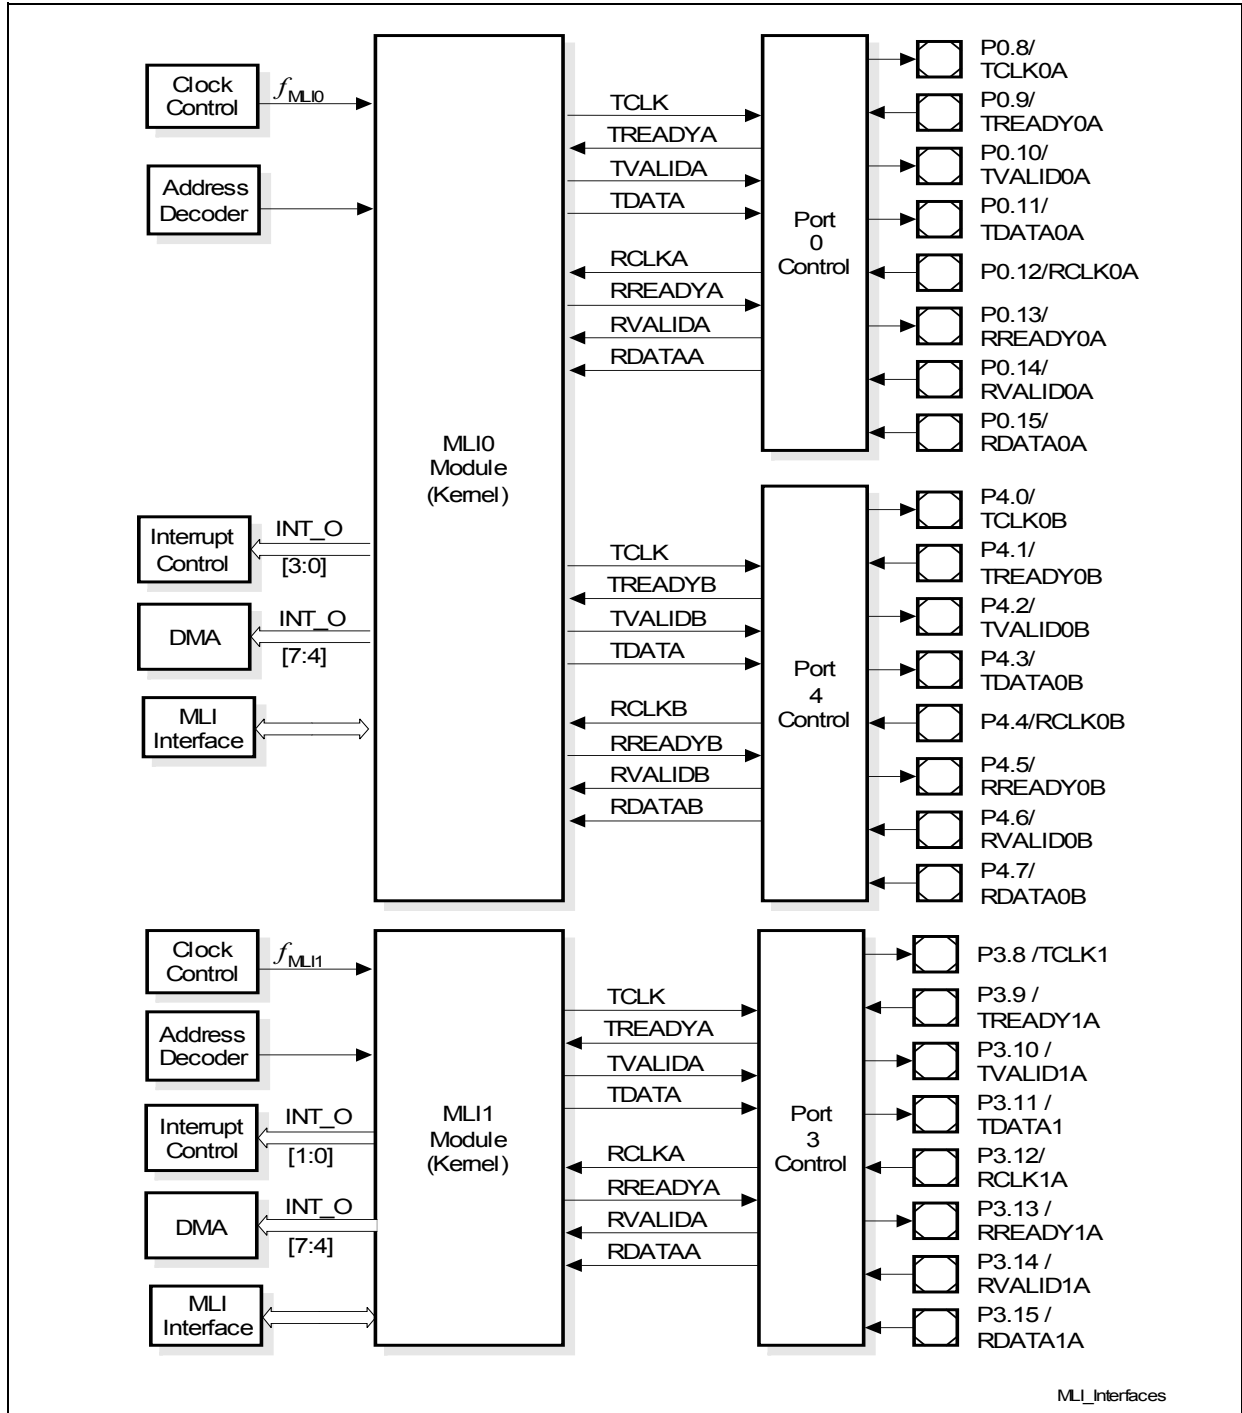 Clock
Control
fMLI0
Address
Decoder
Interrupt
Control
INT_O
[3:0]
DMA
INT_O
[7:4]
MLI
Interface
MLI0
Module
(Kernel)
TCLK
TREADYA
TVALIDA
TDATA
RCLKA
RREADYA
RVALIDA
RDATAA
TCLK
TREADYB
TVALIDB
TDATA
RCLKB
RREADYB
RVALIDB
RDATAB
Port
0
Control
Port
4
Control
P0.8/
TCLK0A
P0.9/
TREADY0A
P0.10/
TVALID0A
P0.11/
TDATA0A
P0.12/RCLK0A
P0.13/
RREADY0A
P0.14/
RVALID0A
P0.15/
RDATA0A
P4.0/
TCLK0B
P4.1/
TREADY0B
P4.2/
TVALID0B
P4.3/
TDATA0B
P4.4/RCLK0B
P4.5/
RREADY0B
P4.6/
RVALID0B
P4.7/
RDATA0B
Clock
Control
fMLI1
Address
Decoder
Interrupt
Control
INT_O
[1:0]
DMA
INT_O
[7:4]
MLI
Interface
MLI1
Module
(Kernel)
TCLK
TREADYA
TVALIDA
TDATA
RCLKA
RREADYA
RVALIDA
RDATAA
Port
3
Control
P3.8 /TCLK1
P3.9 /
TREADY1A
P3.10 /
TVALID1A
P3.11 /
TDATA1
P3.12/
RCLK1A
P3.13 /
RREADY1A
P3.14 /
RVALID1A
P3.15 /
RDATA1A
MLI_Interfaces